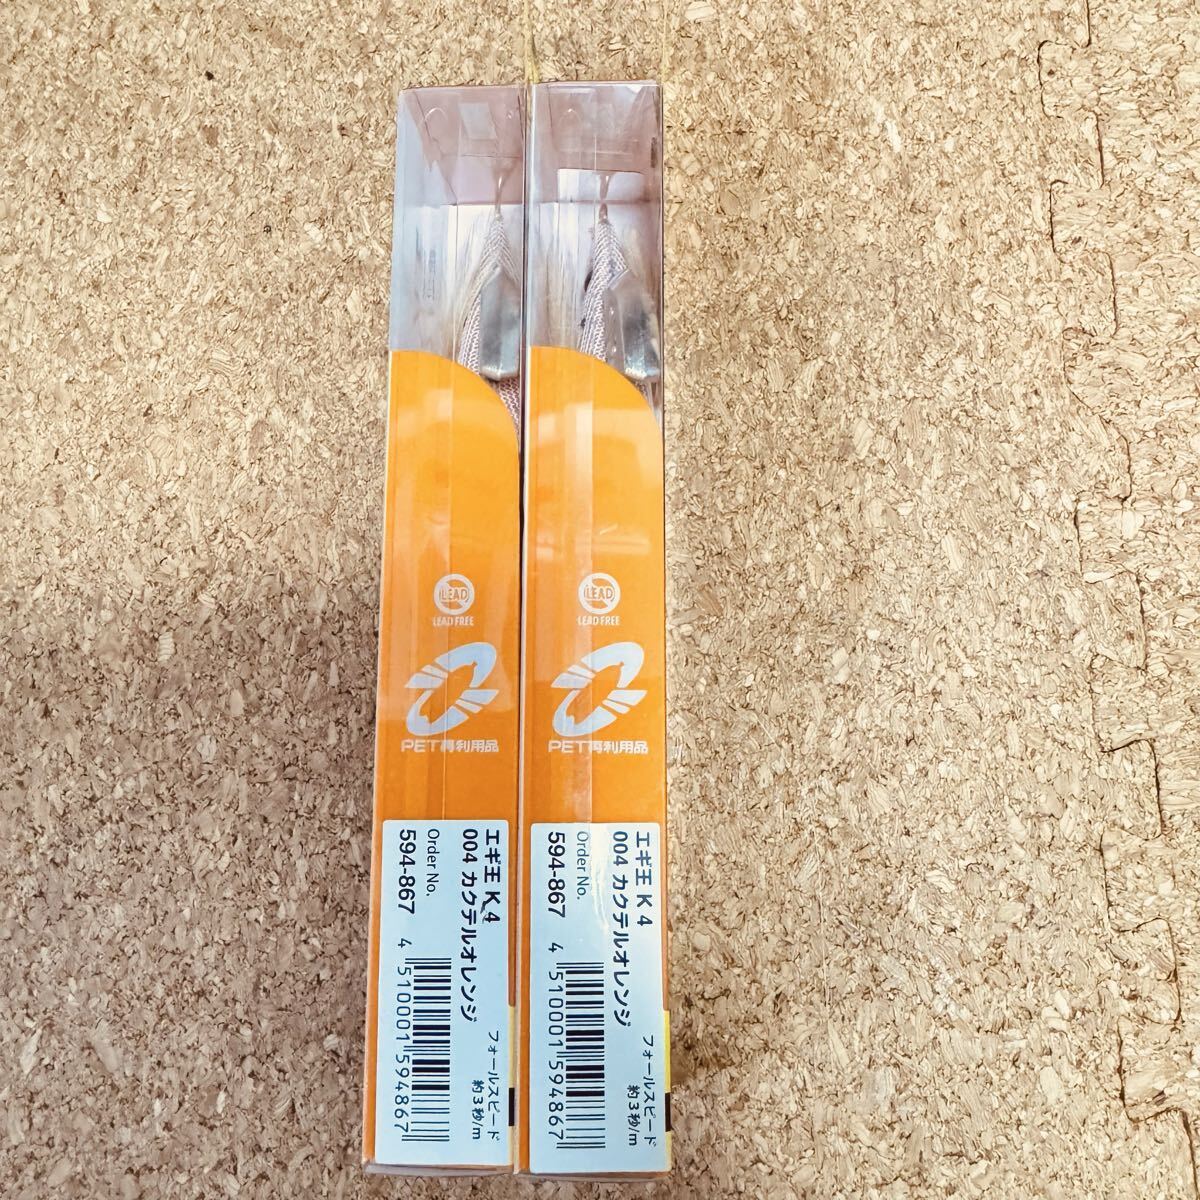 LEAD
LEAD FREE
PET再利用品
エギ王 K 4
004 カクテルオレンジ
Order No.
594-867
フォールスピード
約3秒/m
4 510001 594867
LEAD
LEAD FREE
PET再利用品
エギ王 K 4
004 カクテルオレンジ
Order No.
594-867
フォールスピード
約3秒/m
4 510001 594867